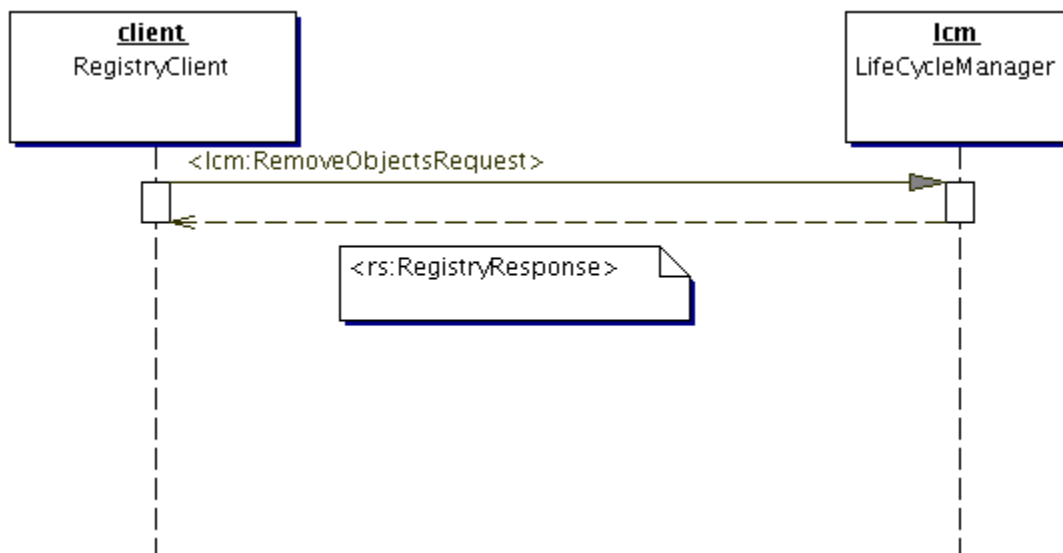 client
RegistryClient
lcm
LifeCycleManager
<lcm:RemoveObjectsRequest>
<rs:RegistryResponse>